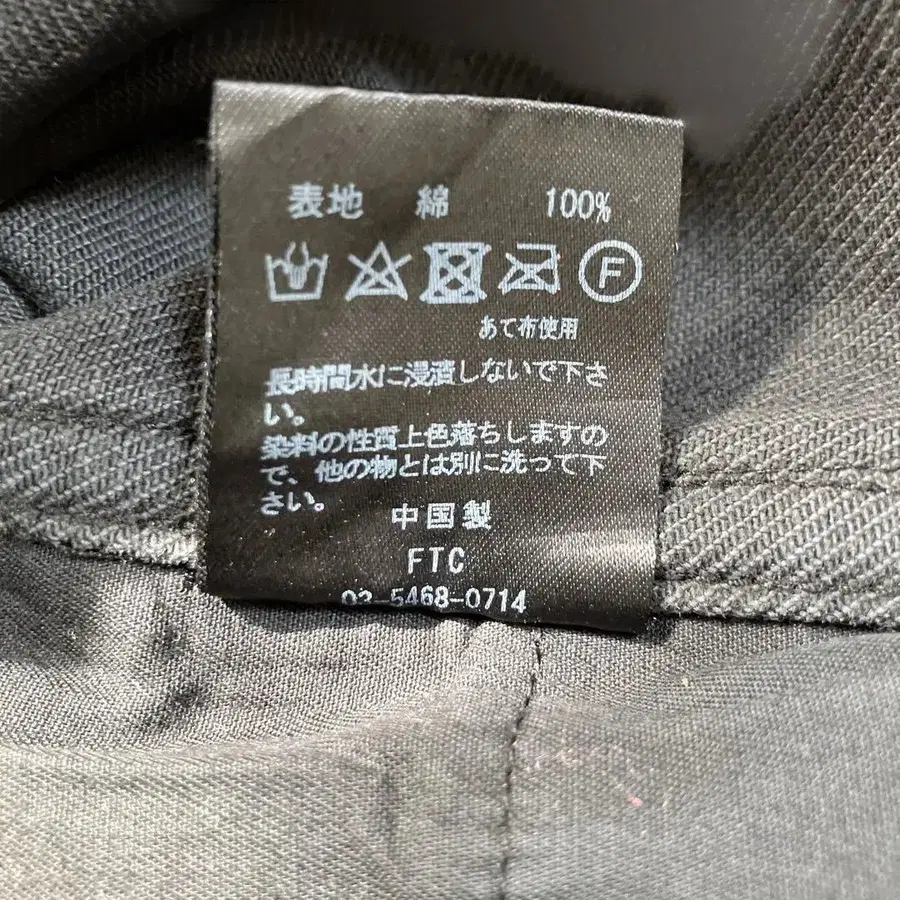 表地 綿 100%
F
あて布使用
長時間水に浸漬しないで下さ
い。
染料の性質上色落ちしますの
で、他の物とは別に洗って下
さい。
中国製
FTC
03-5468-0714